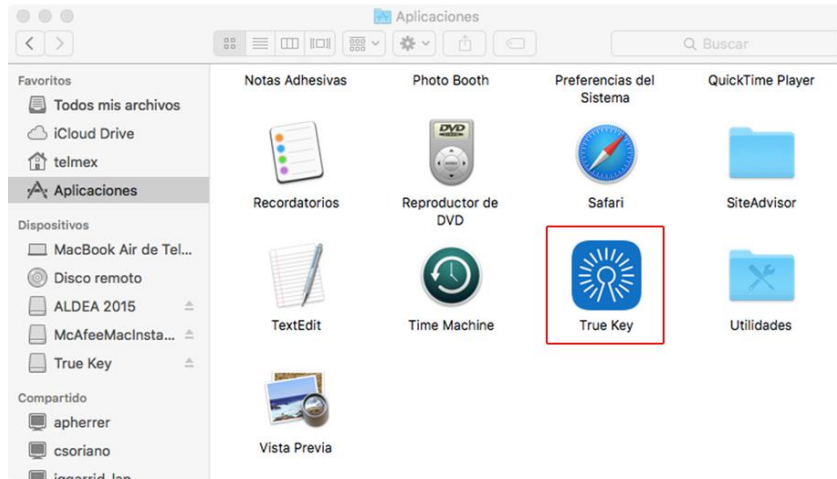 Aplicaciones
Buscar
Favoritos
Todos mis archivos
iCloud Drive
telmex
Aplicaciones
Dispositivos
MacBook Air de Tel...
Disco remoto
ALDEA 2015
McAfeeMacInsta...
True Key
Compartido
apherrer
csoriano
Notas Adhesivas
Photo Booth
Preferencias del
Sistema
QuickTime Player
Recordatorios
DVD
Reproductor de
DVD
Safari
SiteAdvisor
TextEdit
Time Machine
True Key
Utilidades
Vista Previa